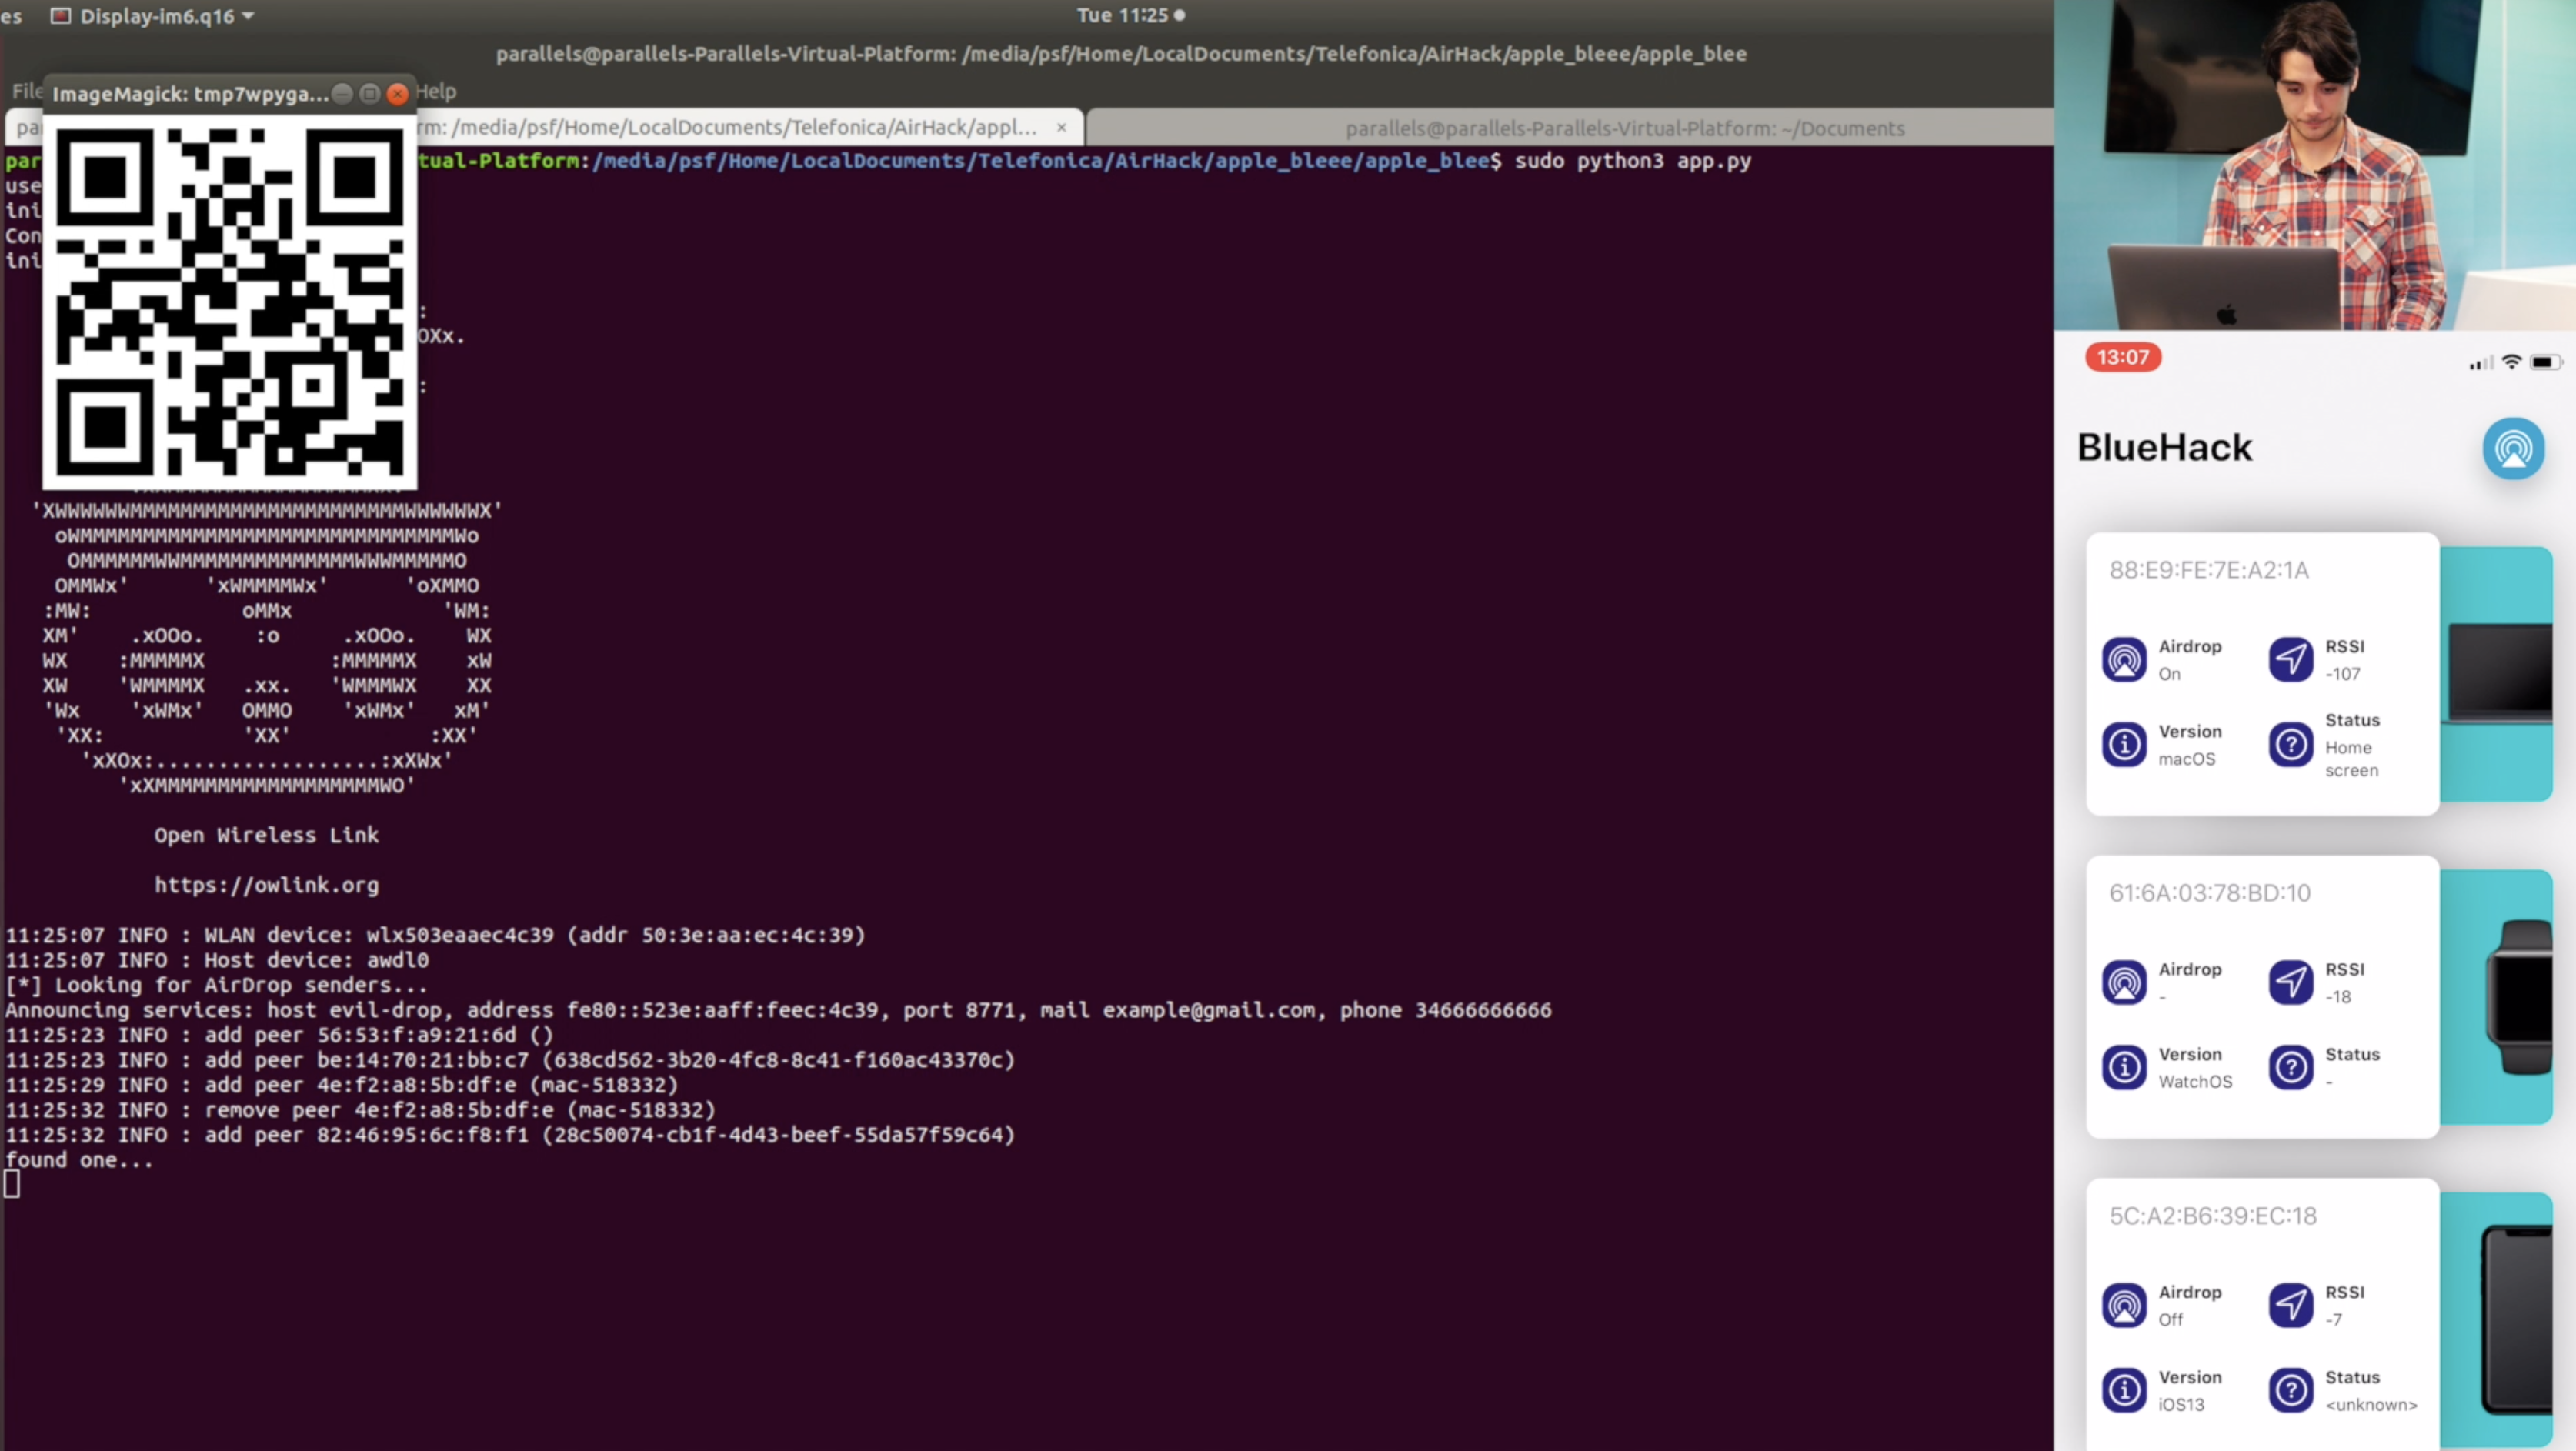 es Display-im6.q16
Tue 11:25
parallels@parallels-Parallels-Virtual-Platform: /media/psf/Home/LocalDocuments/Telefonica/AirHack/apple_bleee/apple_blee
File
Help
ImageMagick: tmp7wpyga...
pa
rm: /media/psf/Home/LocalDocuments/Telefonica/AirHack/appl... ×
parallels@parallels-Parallels-Virtual-Platform: ~/Documents
par
tual-Platform:/media/psf/Home/LocalDocuments/Telefonica/AirHack/apple_bleee/apple_blee$ sudo python3 app.py
use
ini
Con
ini
:
OXx.
:
'XWWWWWWMMMMMMMMMMMMMMMMMMMMMMWWWWWWX'
oWMMMMMMMMMMMMMMMMMMMMMMMMMMMMMMMWo
OMMMMMMWWMMMMMMMMMMMMMMWWWMMMMMO
OMMWx' 'xWMMMMWx' 'oXMMO
:MW: oMMx 'WM:
XM' .xOOo. :o .xOOo. WX
WX :MMMMMX :MMMMMX xW
XW 'WMMMMX .xx. 'WMMMWX XX
'Wx 'xWMx' OMMO 'xWMx' xM'
'XX: 'XX' :XX'
'xXOx:..................:xXWx'
'xXMMMMMMMMMMMMMMMMMMWO'
Open Wireless Link
https://owlink.org
11:25:07 INFO : WLAN device: wlx503eaaec4c39 (addr 50:3e:aa:ec:4c:39)
11:25:07 INFO : Host device: awdl0
[*] Looking for AirDrop senders...
Announcing services: host evil-drop, address fe80::523e:aaff:feec:4c39, port 8771, mail example@gmail.com, phone 34666666666
11:25:23 INFO : add peer 56:53:f:a9:21:6d ()
11:25:23 INFO : add peer be:14:70:21:bb:c7 (638cd562-3b20-4fc8-8c41-f160ac43370c)
11:25:29 INFO : add peer 4e:f2:a8:5b:df:e (mac-518332)
11:25:32 INFO : remove peer 4e:f2:a8:5b:df:e (mac-518332)
11:25:32 INFO : add peer 82:46:95:6c:f8:f1 (28c50074-cb1f-4d43-beef-55da57f59c64)
found one...
13:07
BlueHack
88:E9:FE:7E:A2:1A
Airdrop
On
RSSI
-107
Version
macOS
Status
Home
screen
61:6A:03:78:BD:10
Airdrop
-
RSSI
-18
Version
WatchOS
Status
-
5C:A2:B6:39:EC:18
Airdrop
Off
RSSI
-7
Version
iOS13
Status
<unknown>